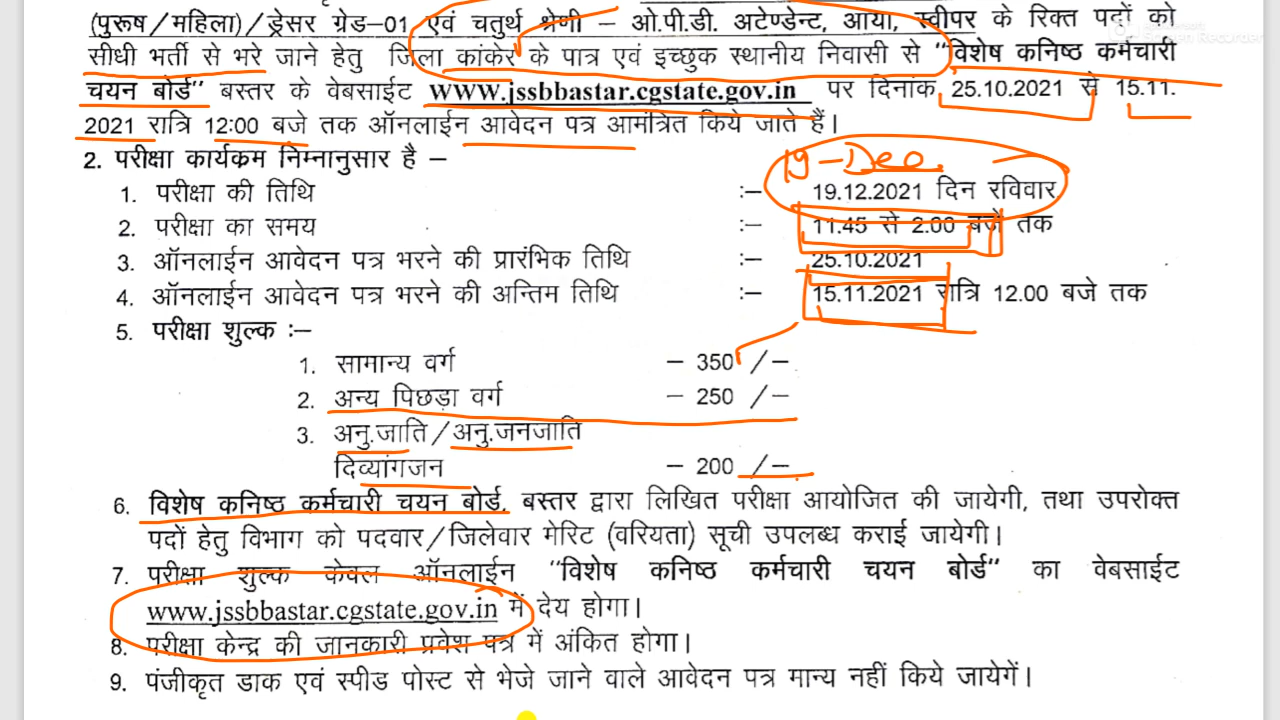 (पुरूष/महिला)/ड्रेसर ग्रेड–01 एवं चतुर्थ श्रेणी – ओ.पी.डी. अटेण्डेन्ट, आया, स्वीपर के रिक्त पदों को
सीधी भर्ती से भरे जाने हेतु जिला कांकेर के पात्र एवं इच्छुक स्थानीय निवासी से "विशेष कनिष्ठ कर्मचारी
चयन बोर्ड" बस्तर के वेबसाईट www.jssbbastar.cgstate.gov.in पर दिनांक 25.10.2021 से 15.11.
2021 रात्रि 12:00 बजे तक ऑनलाईन आवेदन पत्र आमंत्रित किये जाते हैं।
2. परीक्षा कार्यकम निम्नानुसार है –
19-Dec.
1. परीक्षा की तिथि :– 19.12.2021 दिन रविवार
2. परीक्षा का समय :– 11.45 से 2.00 बजे तक
3. ऑनलाईन आवेदन पत्र भरने की प्रारंभिक तिथि :– 25.10.2021
4. ऑनलाईन आवेदन पत्र भरने की अन्तिम तिथि :– 15.11.2021 रात्रि 12.00 बजे तक
5. परीक्षा शुल्क :–
1. सामान्य वर्ग – 350 /–
2. अन्य पिछड़ा वर्ग – 250 /–
3. अनु.जाति/अनु.जनजाति
दिव्यांगजन – 200 /–
6. विशेष कनिष्ठ कर्मचारी चयन बोर्ड, बस्तर द्वारा लिखित परीक्षा आयोजित की जायेगी, तथा उपरोक्त
पदों हेतु विभाग को पदवार/जिलेवार मेरिट (वरियता) सूची उपलब्ध कराई जायेगी।
7. परीक्षा शुल्क केवल ऑनलाईन "विशेष कनिष्ठ कर्मचारी चयन बोर्ड" का वेबसाईट
www.jssbbastar.cgstate.gov.in में देय होगा।
8. परीक्षा केन्द्र की जानकारी प्रवेश पत्र में अंकित होगा।
9. पंजीकृत डाक एवं स्पीड पोस्ट से भेजे जाने वाले आवेदन पत्र मान्य नहीं किये जायेगें।